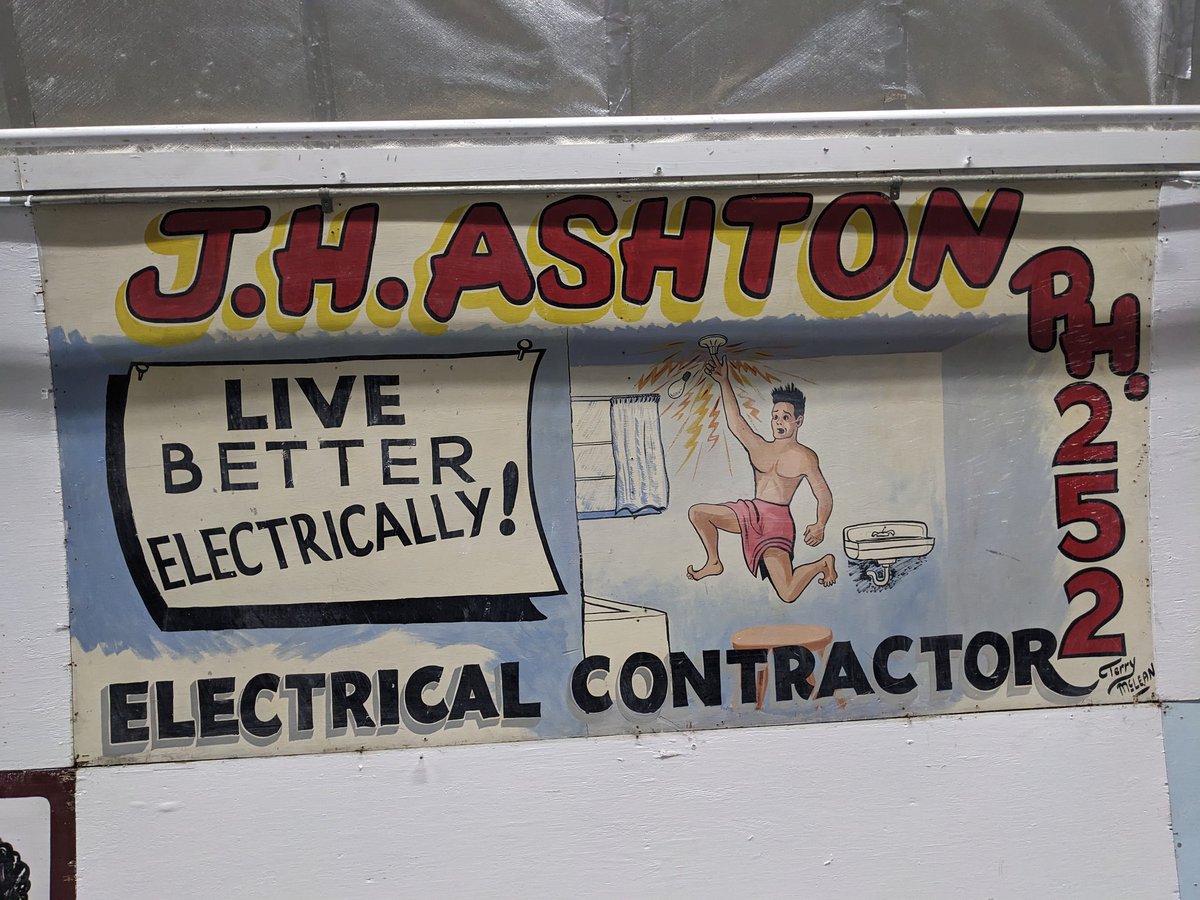 J.H. ASHTON
PH. 252
LIVE
BETTER
ELECTRICALLY!
ELECTRICAL CONTRACTOR
Terry
McLEAN